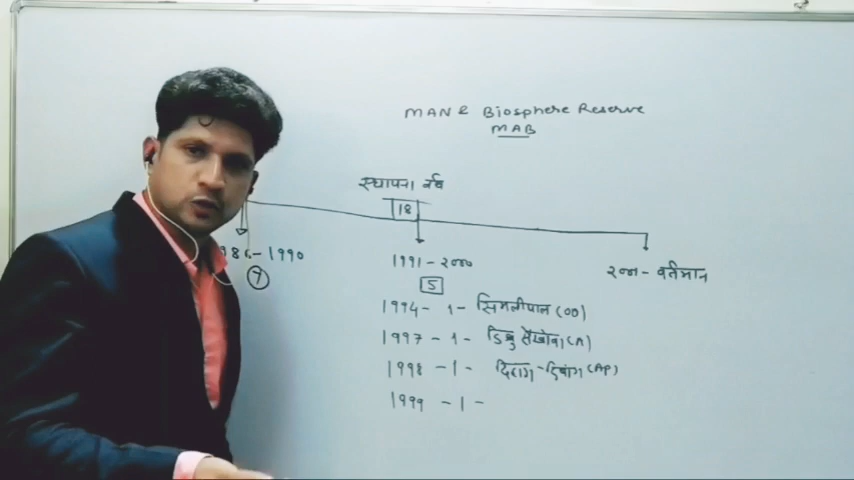 MAN & Biosphere Reserve
MAB
स्थापना वर्ष
18
86-1990
7
1991-2000
5
2001- वर्तमान
1994- 1- सिमलीपाल (OD)
1997 - 1- डिब्रु सैखोवा (A)
1998 - 1- दिहांग-दिबांग (AP)
1999 - 1 -